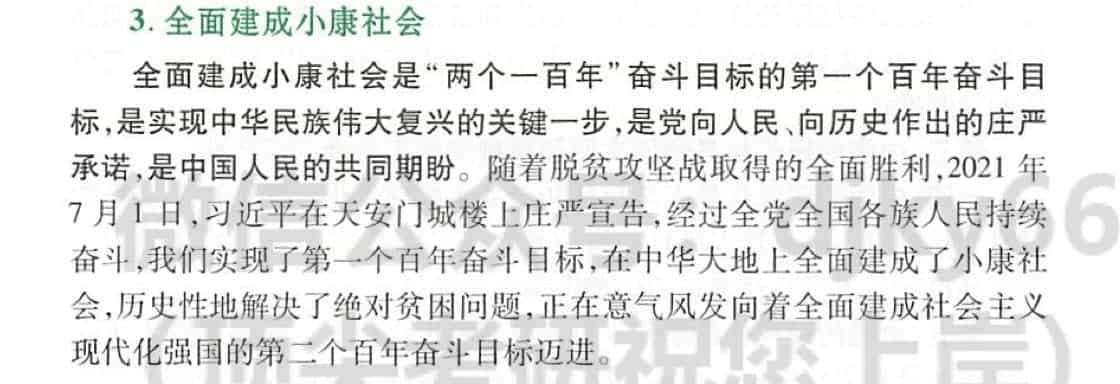 3. 全面建成小康社会
全面建成小康社会是“两个一百年”奋斗目标的第一个百年奋斗目
标,是实现中华民族伟大复兴的关键一步,是党向人民、向历史作出的庄严
承诺,是中国人民的共同期盼。随着脱贫攻坚战取得的全面胜利,2021 年
7 月 1 日,习近平在天安门城楼上庄严宣告,经过全党全国各族人民持续
奋斗,我们实现了第一个百年奋斗目标,在中华大地上全面建成了小康社
会,历史性地解决了绝对贫困问题,正在意气风发向着全面建成社会主义
现代化强国的第二个百年奋斗目标迈进。
微信公众号：djky66
(顶尖考研祝您上岸)